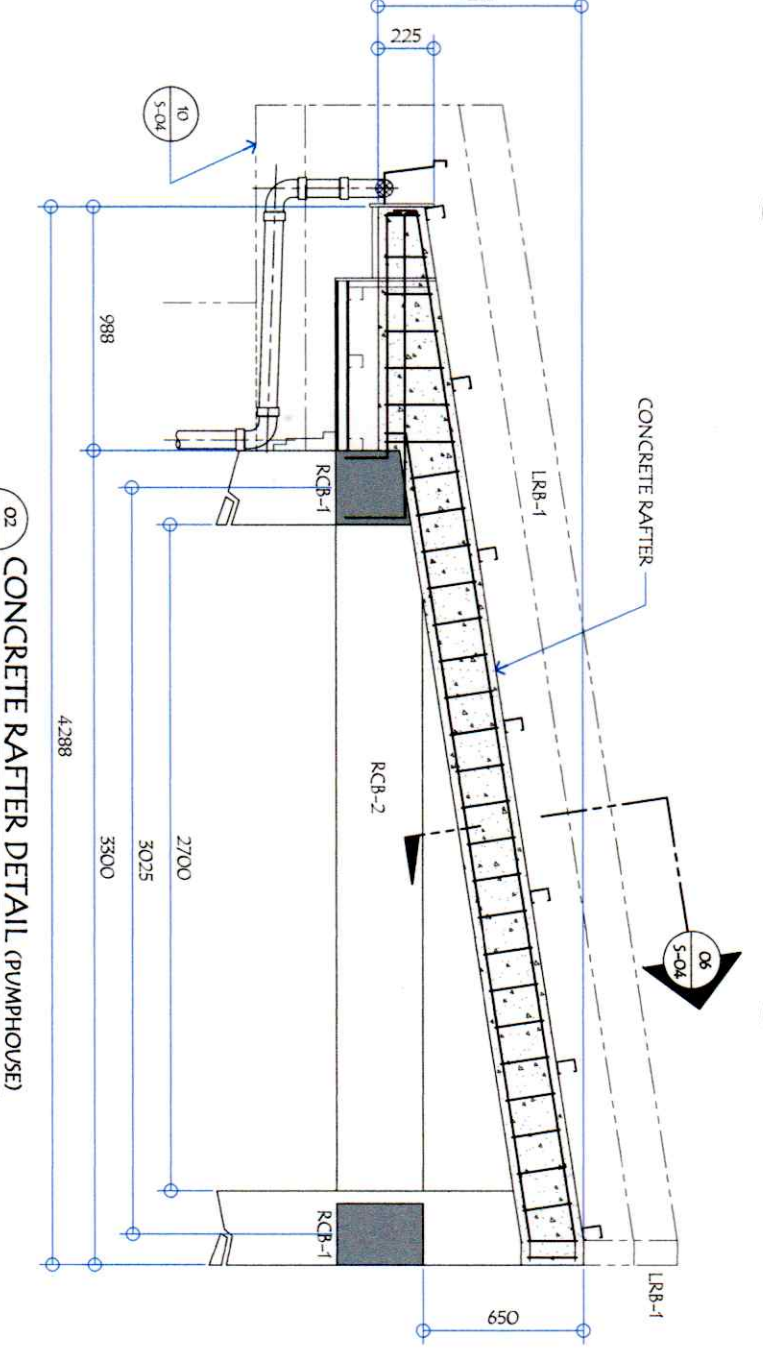 225
10
S-04
CONCRETE RAFTER
LRB-1
06
S-04
LRB-1
650
RCB-1
RCB-2
RCB-1
988
2700
3025
3300
4288
02
CONCRETE RAFTER DETAIL (PUMPHOUSE)